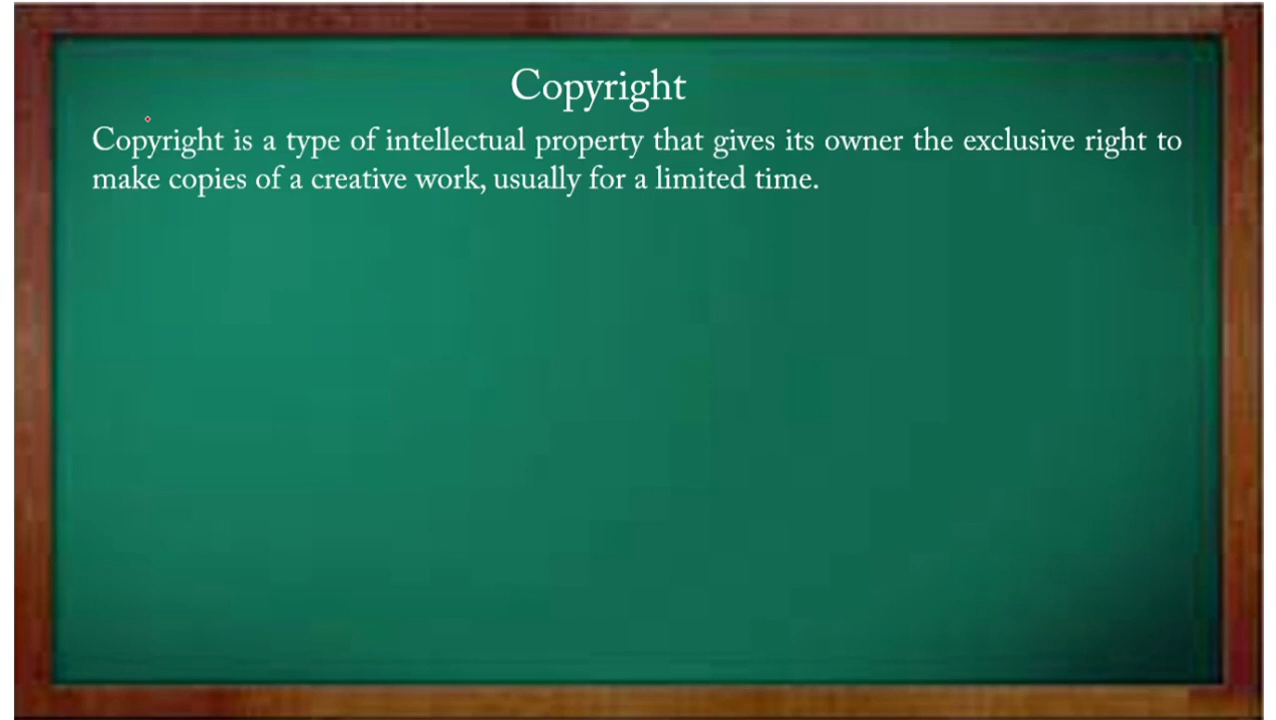 Copyright
Copyright is a type of intellectual property that gives its owner the exclusive right to
make copies of a creative work, usually for a limited time.